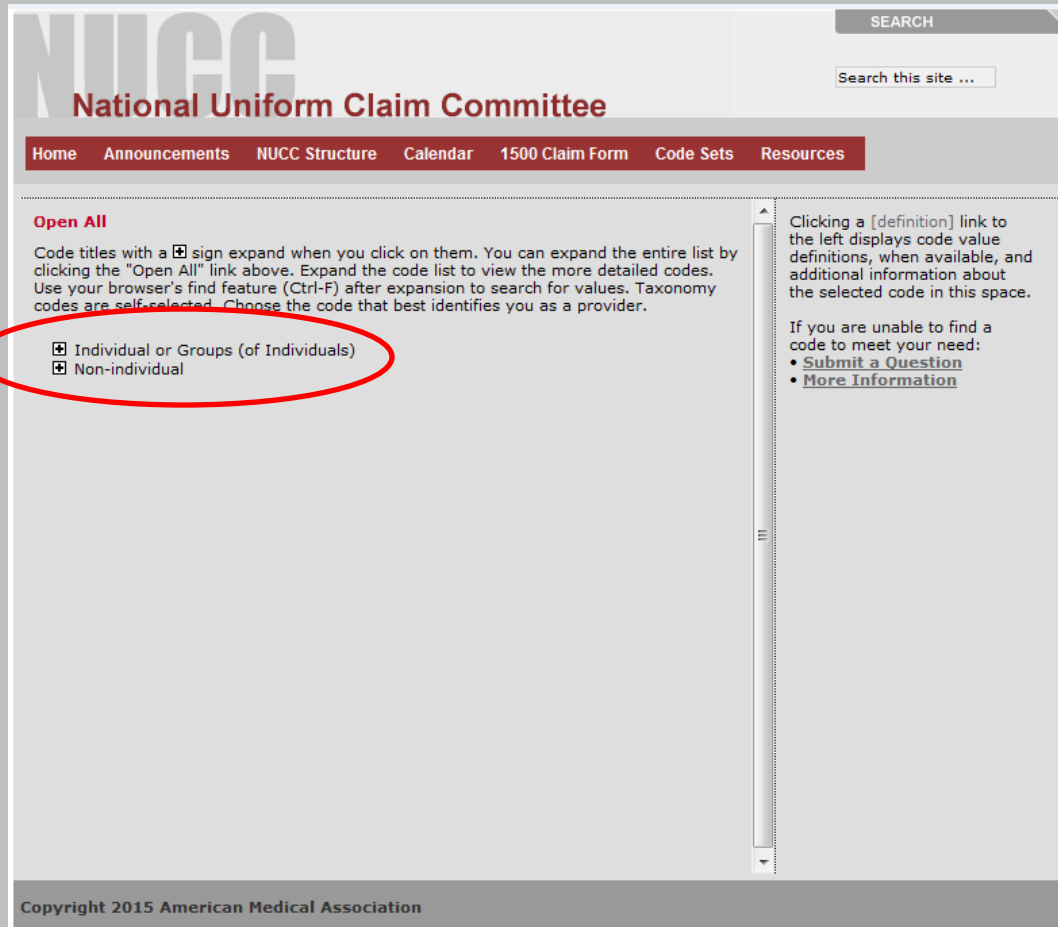 NUCC
National Uniform Claim Committee
SEARCH
Search this site ...
Home Announcements NUCC Structure Calendar 1500 Claim Form Code Sets Resources
Open All
Code titles with a + sign expand when you click on them. You can expand the entire list by
clicking the "Open All" link above. Expand the code list to view the more detailed codes.
Use your browser's find feature (Ctrl-F) after expansion to search for values. Taxonomy
codes are self-selected. Choose the code that best identifies you as a provider.
+ Individual or Groups (of Individuals)
+ Non-individual
Clicking a [definition] link to
the left displays code value
definitions, when available, and
additional information about
the selected code in this space.
If you are unable to find a
code to meet your need:
• Submit a Question
• More Information
Copyright 2015 American Medical Association